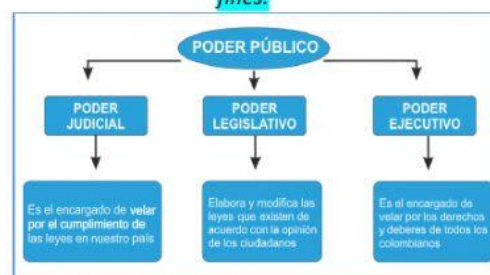 fines.
PODER PÚBLICO
PODER
JUDICIAL
PODER
LEGISLATIVO
PODER
EJECUTIVO
Es el encargado de velar
por el cumplimiento de
las leyes en nuestro país
Elabora y modifica las
leyes que existen de
acuerdo con la opinión
de los ciudadanos
Es el encargado de
velar por los derechos
y deberes de todos los
colombianos